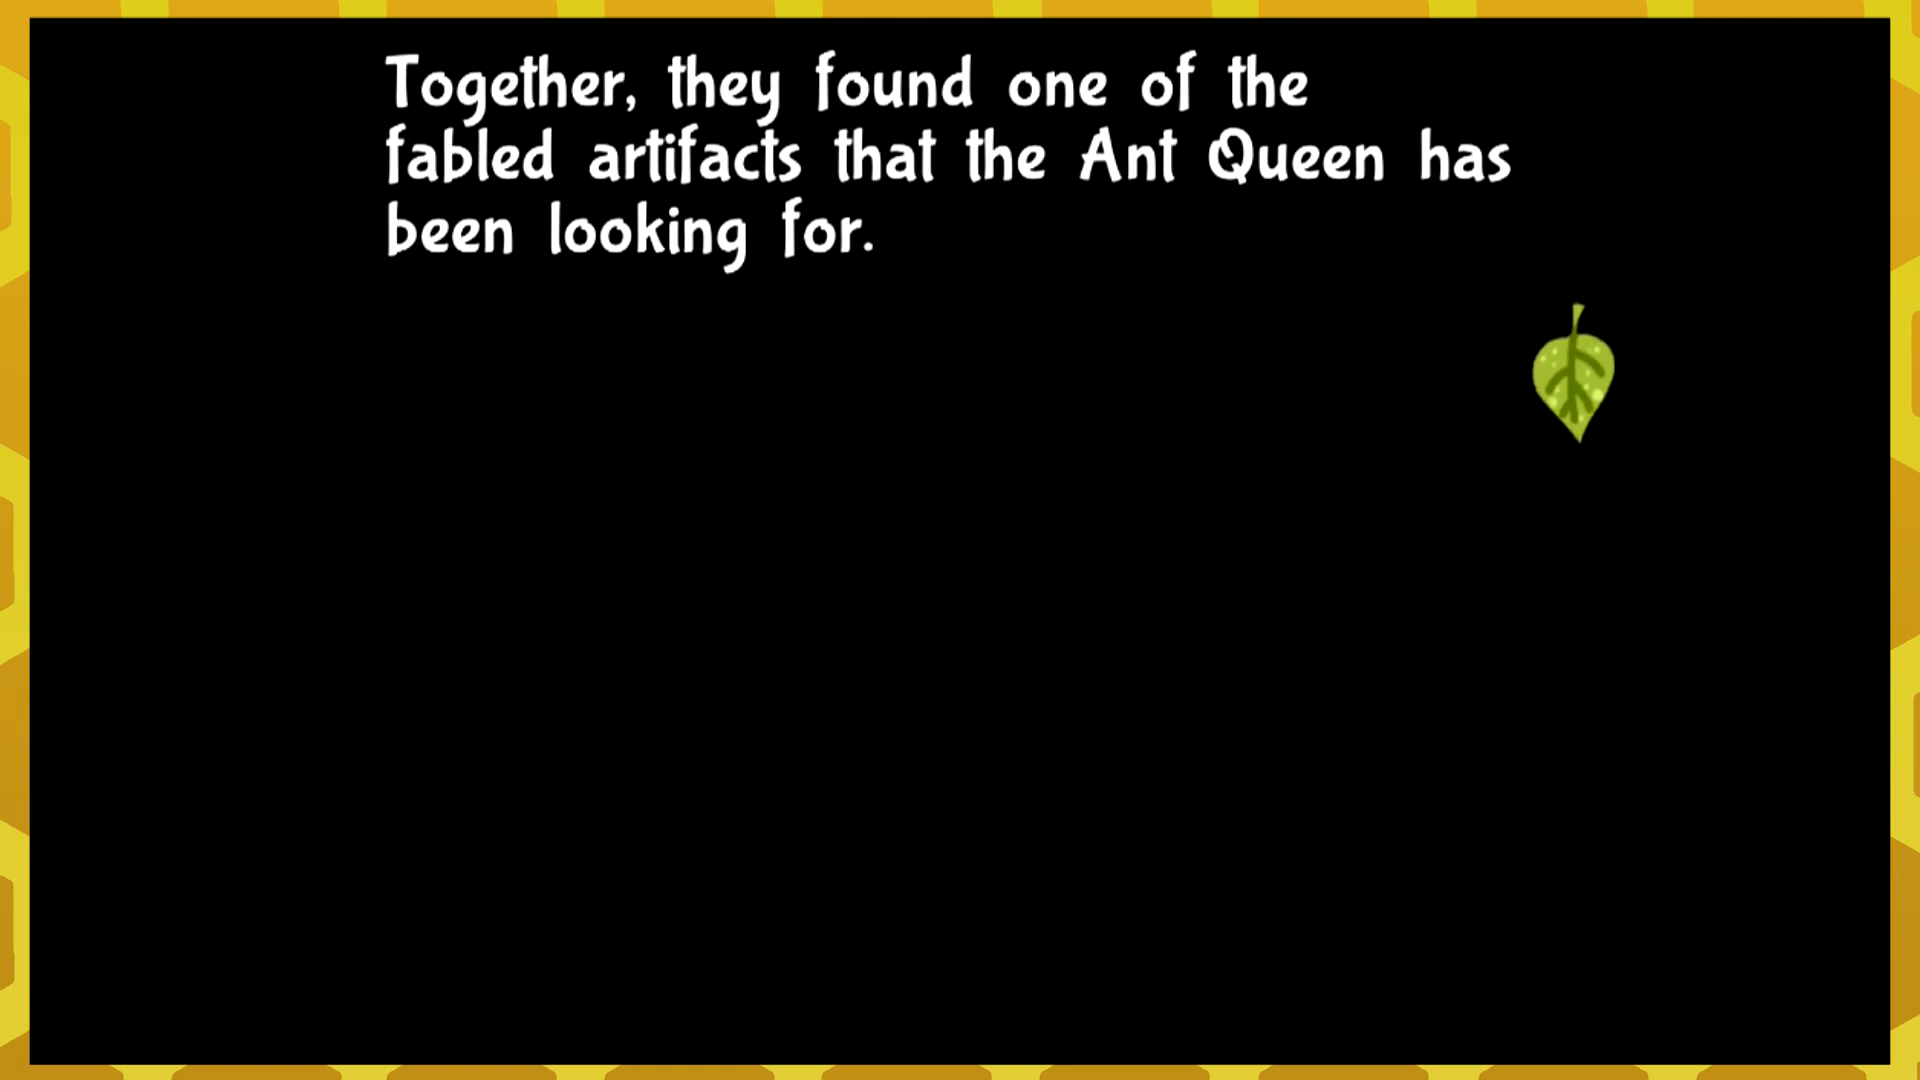 Together, they found one of the
fabled artifacts that the Ant Queen has
been looking for.